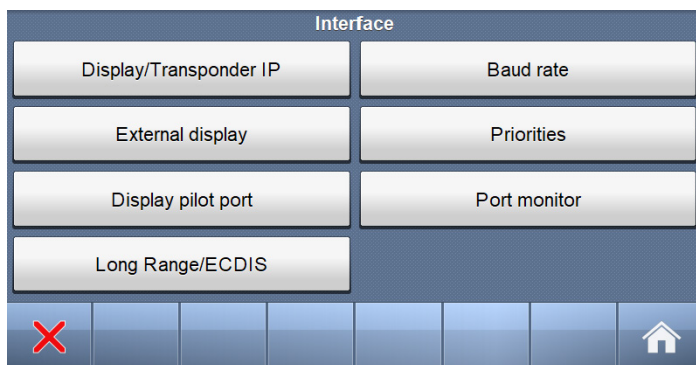 Interface
Display/Transponder IP
Baud rate
External display
Priorities
Display pilot port
Port monitor
Long Range/ECDIS